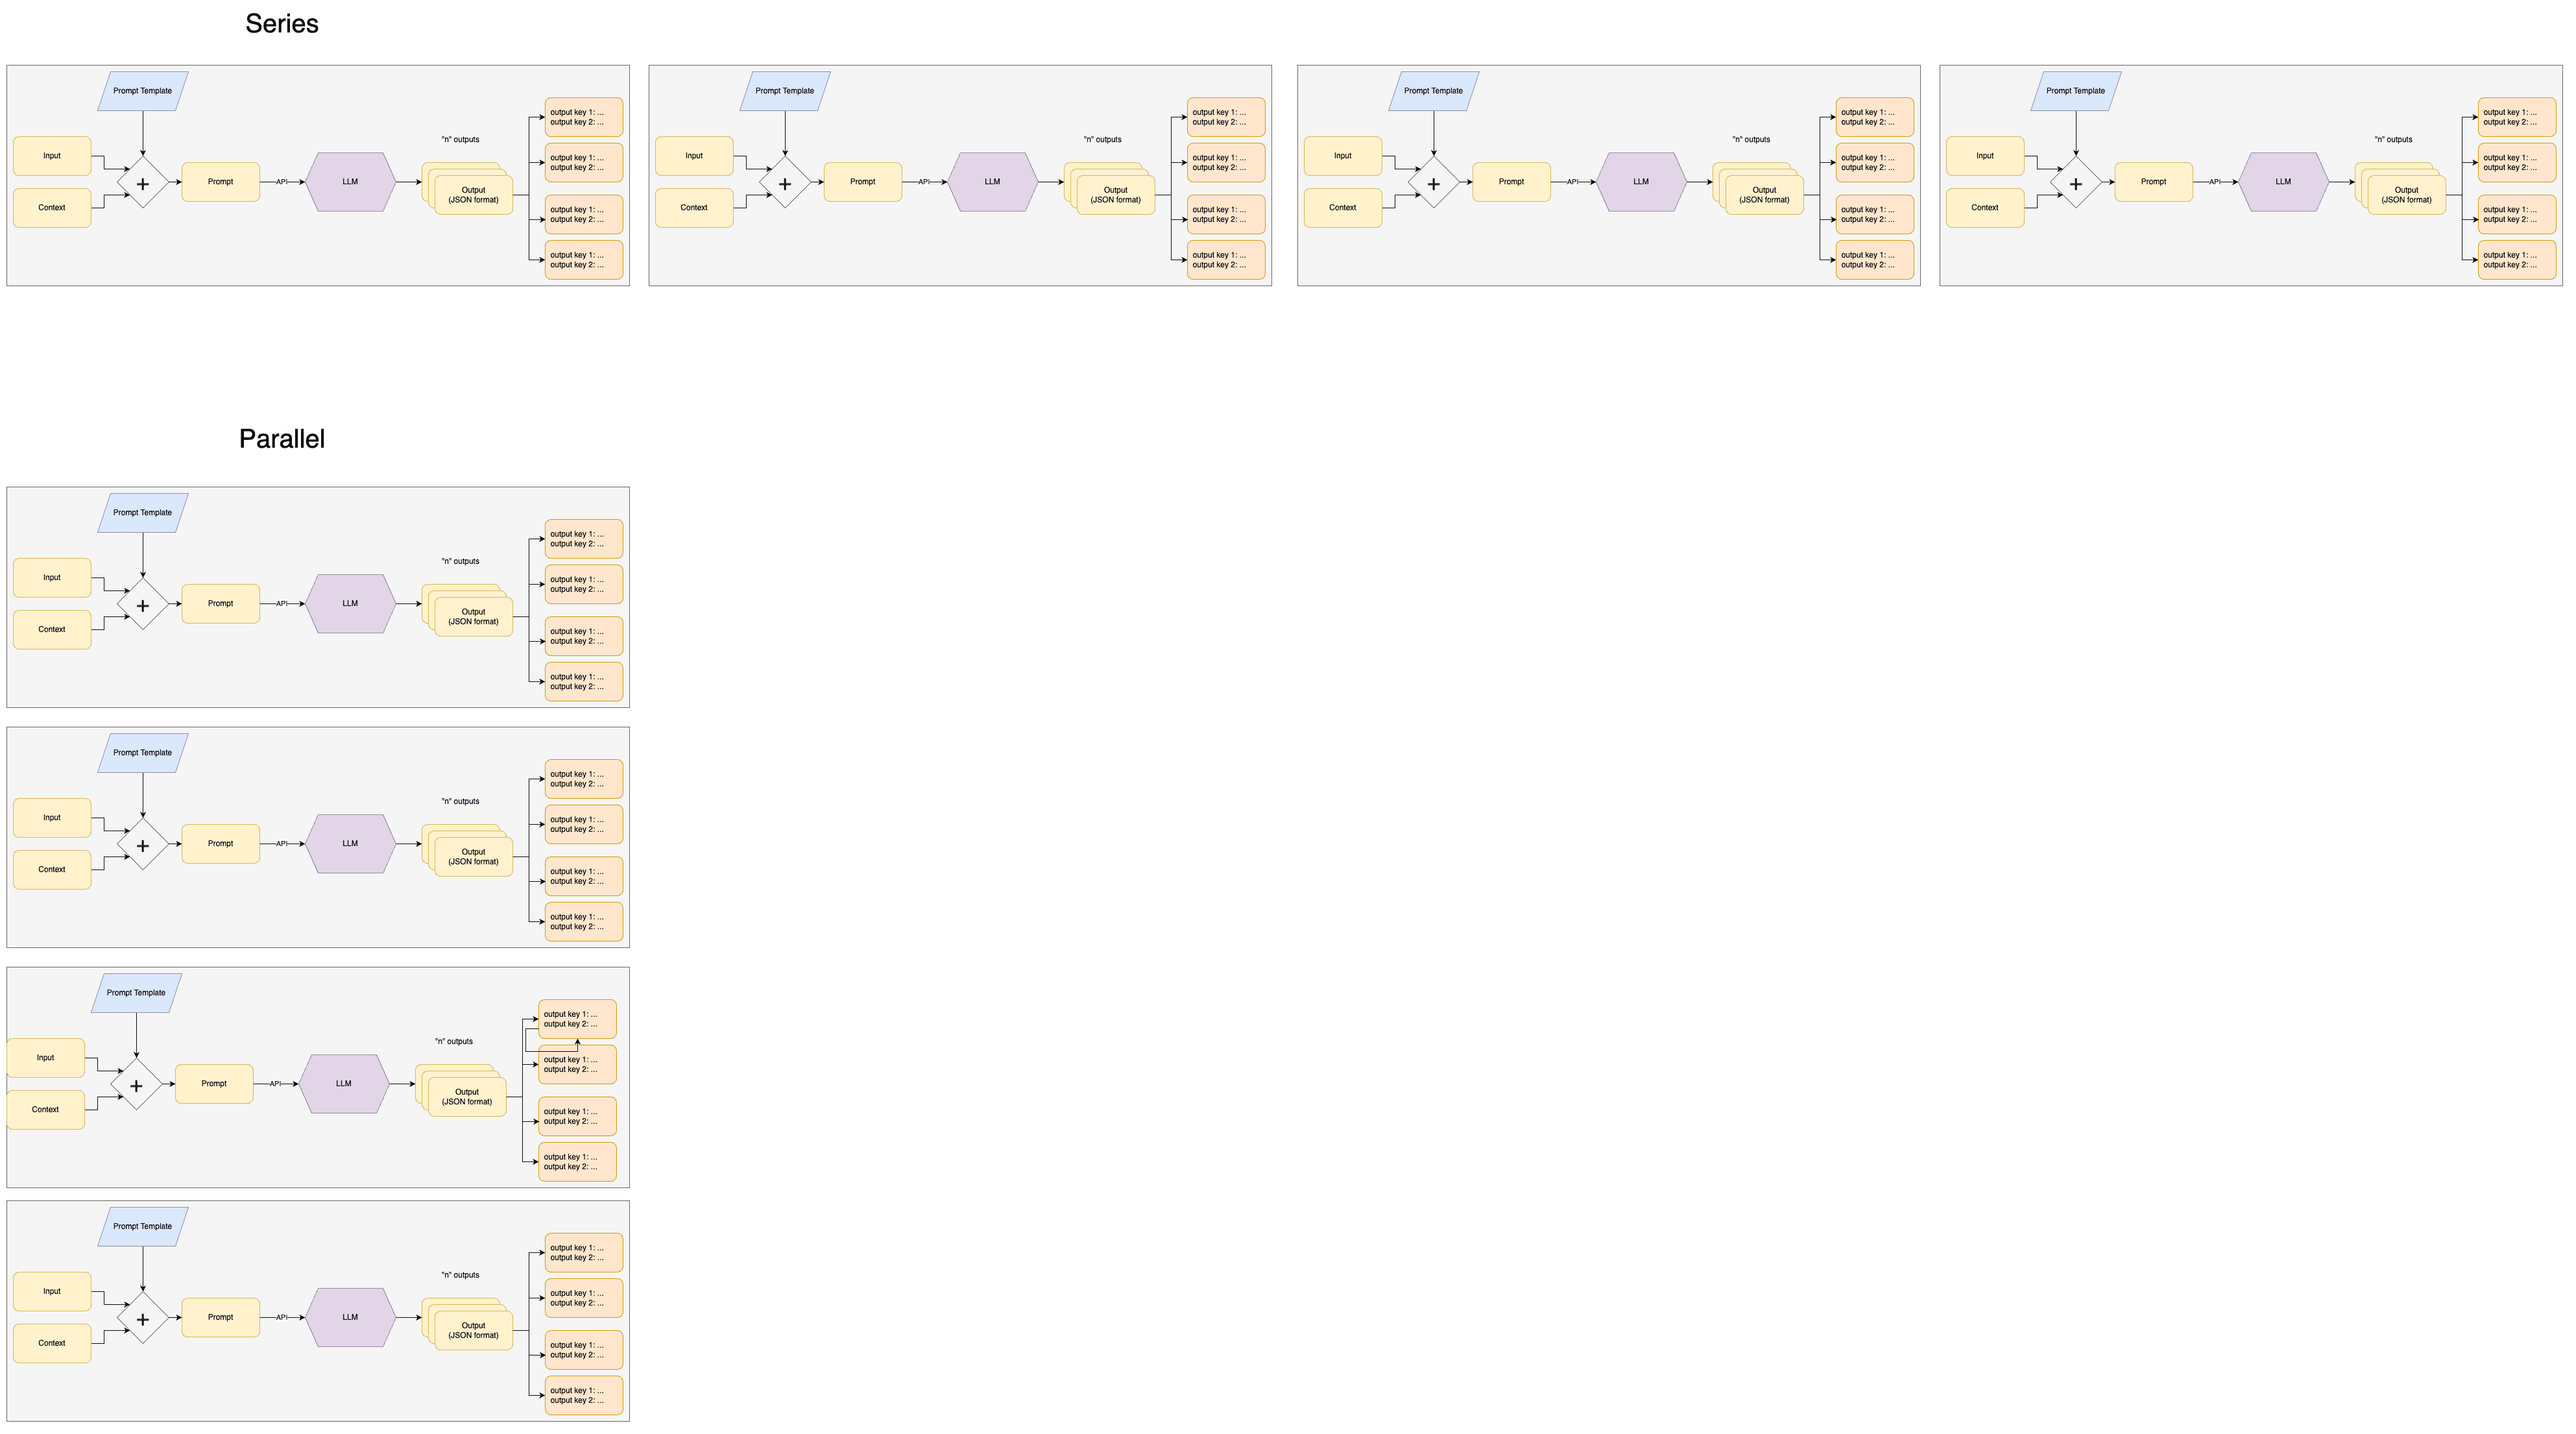 Series
Prompt Template
Input
Context
+
Prompt
API
LLM
"n" outputs
Output
(JSON format)
output key 1: ...
output key 2: ...
output key 1: ...
output key 2: ...
output key 1: ...
output key 2: ...
output key 1: ...
output key 2: ...
Prompt Template
Input
Context
+
Prompt
API
LLM
"n" outputs
Output
(JSON format)
output key 1: ...
output key 2: ...
output key 1: ...
output key 2: ...
output key 1: ...
output key 2: ...
output key 1: ...
output key 2: ...
Prompt Template
Input
Context
+
Prompt
API
LLM
"n" outputs
Output
(JSON format)
output key 1: ...
output key 2: ...
output key 1: ...
output key 2: ...
output key 1: ...
output key 2: ...
output key 1: ...
output key 2: ...
Prompt Template
Input
Context
+
Prompt
API
LLM
"n" outputs
Output
(JSON format)
output key 1: ...
output key 2: ...
output key 1: ...
output key 2: ...
output key 1: ...
output key 2: ...
output key 1: ...
output key 2: ...
Parallel
Prompt Template
Input
Context
+
Prompt
API
LLM
"n" outputs
Output
(JSON format)
output key 1: ...
output key 2: ...
output key 1: ...
output key 2: ...
output key 1: ...
output key 2: ...
output key 1: ...
output key 2: ...
Prompt Template
Input
Context
+
Prompt
API
LLM
"n" outputs
Output
(JSON format)
output key 1: ...
output key 2: ...
output key 1: ...
output key 2: ...
output key 1: ...
output key 2: ...
output key 1: ...
output key 2: ...
Prompt Template
Input
Context
+
Prompt
API
LLM
"n" outputs
Output
(JSON format)
output key 1: ...
output key 2: ...
output key 1: ...
output key 2: ...
output key 1: ...
output key 2: ...
output key 1: ...
output key 2: ...
Prompt Template
Input
Context
+
Prompt
API
LLM
"n" outputs
Output
(JSON format)
output key 1: ...
output key 2: ...
output key 1: ...
output key 2: ...
output key 1: ...
output key 2: ...
output key 1: ...
output key 2: ...